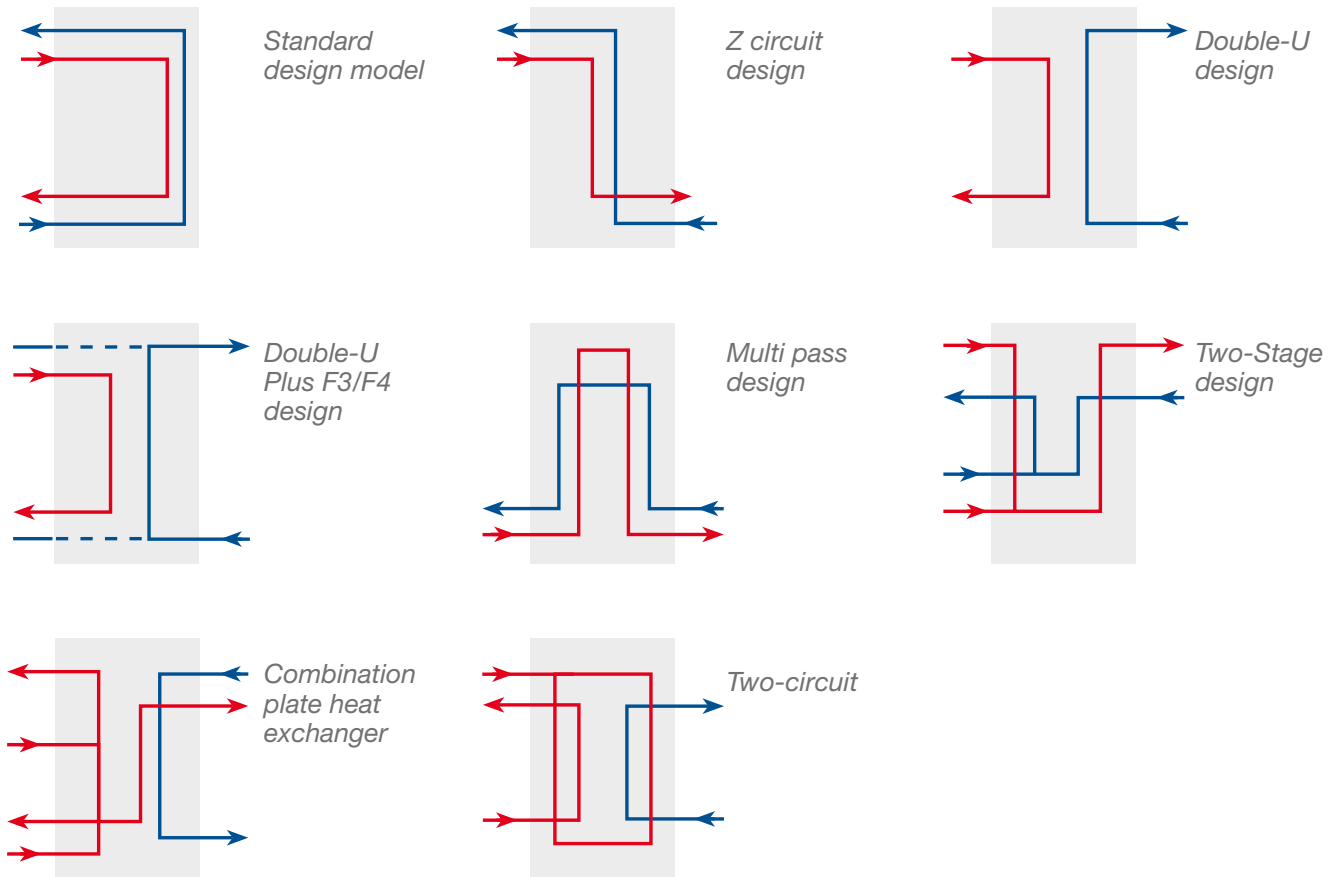 Standard
design model
Z circuit
design
Double-U
design
Double-U
Plus F3/F4
design
Multi pass
design
Two-Stage
design
Combination
plate heat
exchanger
Two-circuit